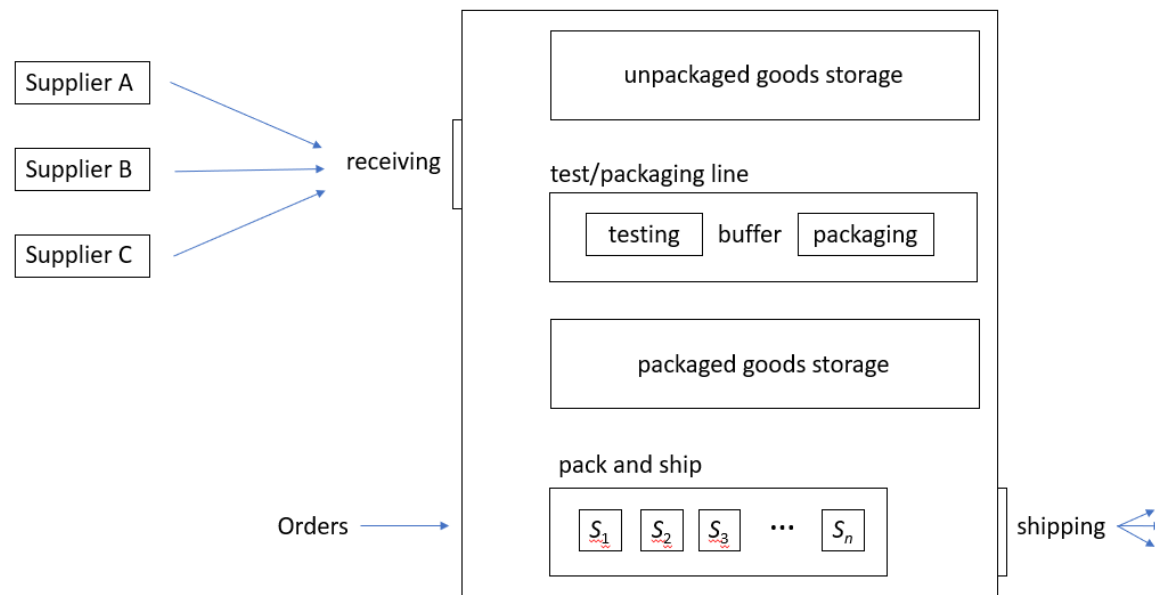 unpackaged goods storage
Supplier A
Supplier B
receiving
test/packaging line
testing buffer packaging
Supplier C
packaged goods storage
pack and ship
Orders
S1 S2 S3 ... Sn
shipping